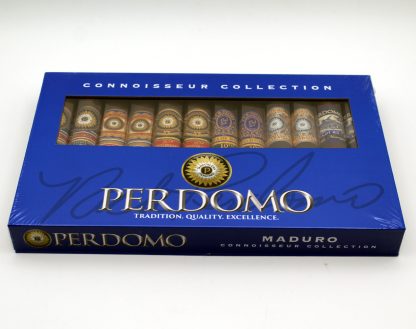 CONNOISSEUR COLLECTION
P
PERDOMO
TRADITION. QUALITY. EXCELLENCE.
PERDOMO
MADURO
CONNOISSEUR COLLECTION